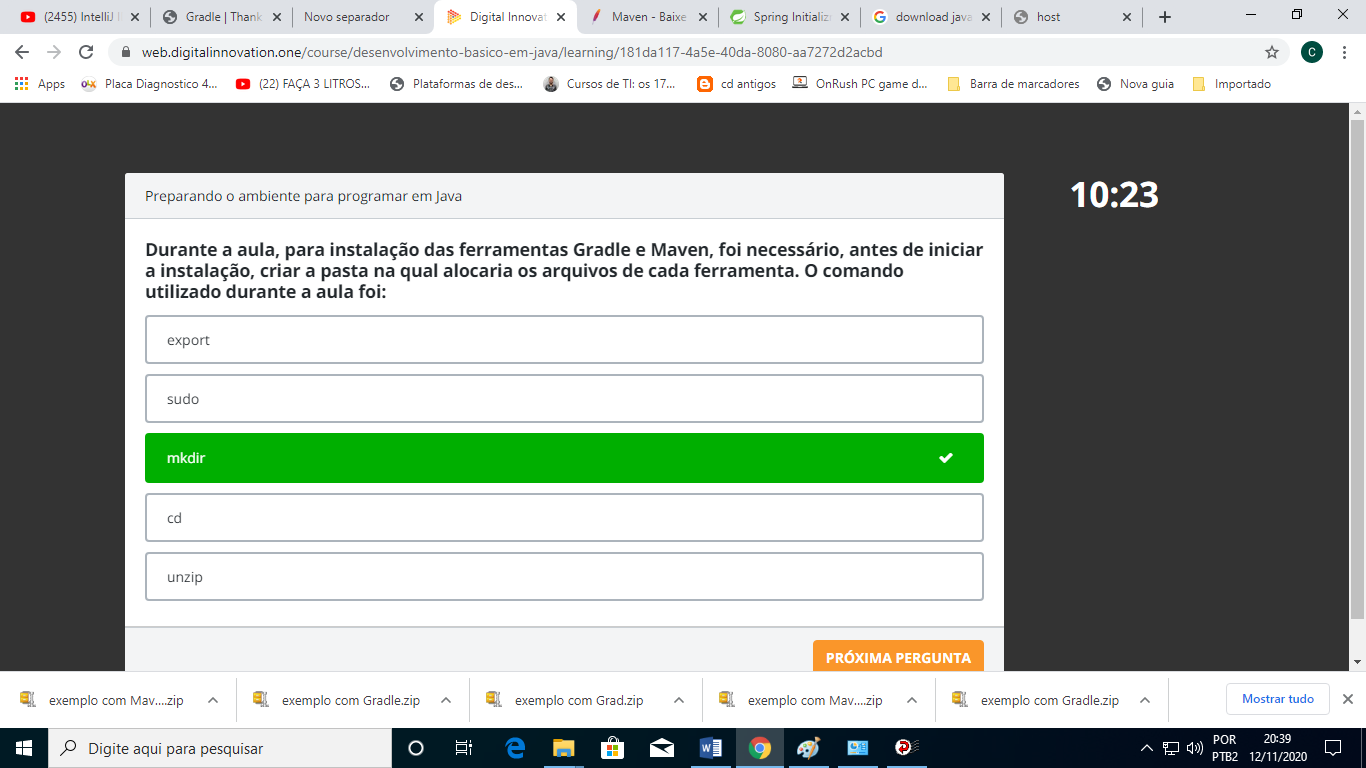 (2455) IntelliJ I
Gradle | Thank
Novo separador
Digital Innovat
Maven - Baixe
Spring Initializ
download java
host
web.digitalinnovation.one/course/desenvolvimento-basico-em-java/learning/181da117-4a5e-40da-8080-aa7272d2acbd
C
Apps
Placa Diagnostico 4...
(22) FAÇA 3 LITROS...
Plataformas de des...
Cursos de TI: os 17...
cd antigos
OnRush PC game d...
Barra de marcadores
Nova guia
Importado
Preparando o ambiente para programar em Java
10:23
Durante a aula, para instalação das ferramentas Gradle e Maven, foi necessário, antes de iniciar
a instalação, criar a pasta na qual alocaria os arquivos de cada ferramenta. O comando
utilizado durante a aula foi:
export
sudo
mkdir
cd
unzip
PRÓXIMA PERGUNTA
exemplo com Mav....zip
exemplo com Gradle.zip
exemplo com Grad.zip
exemplo com Mav....zip
exemplo com Gradle.zip
Mostrar tudo
Digite aqui para pesquisar
POR
PTB2
20:39
12/11/2020